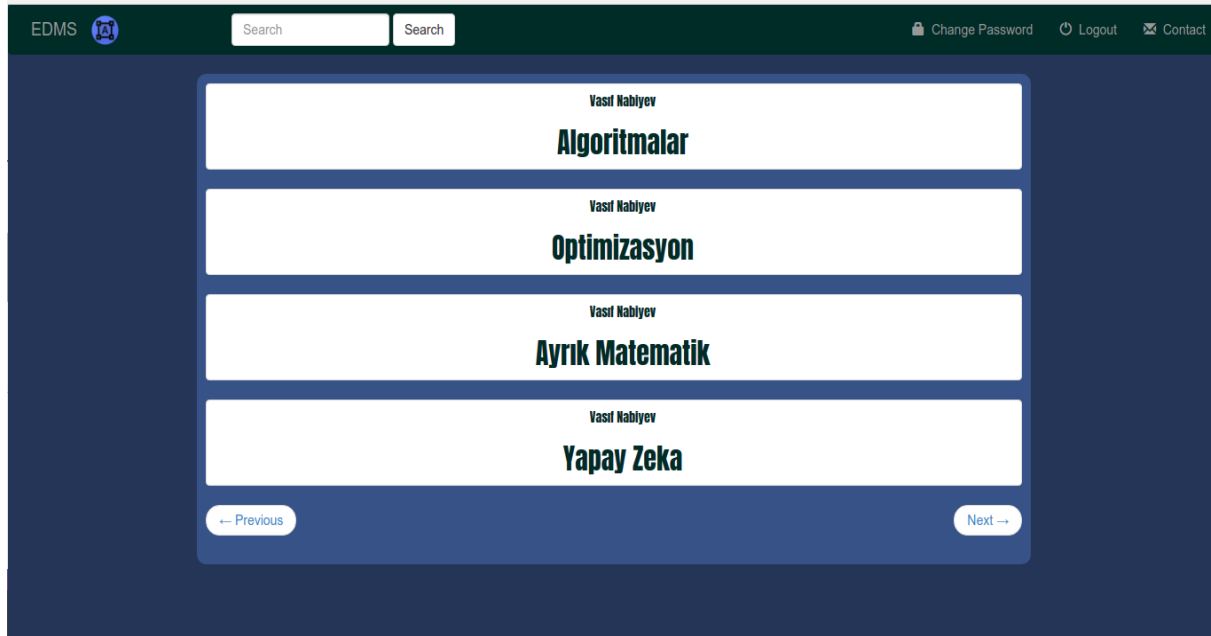 EDMS A Search Search Change Password Logout Contact
Vasıf Nabiyev
Algoritmalar
Vasıf Nabiyev
Optimizasyon
Vasıf Nabiyev
Ayrık Matematik
Vasıf Nabiyev
Yapay Zeka
← Previous Next →